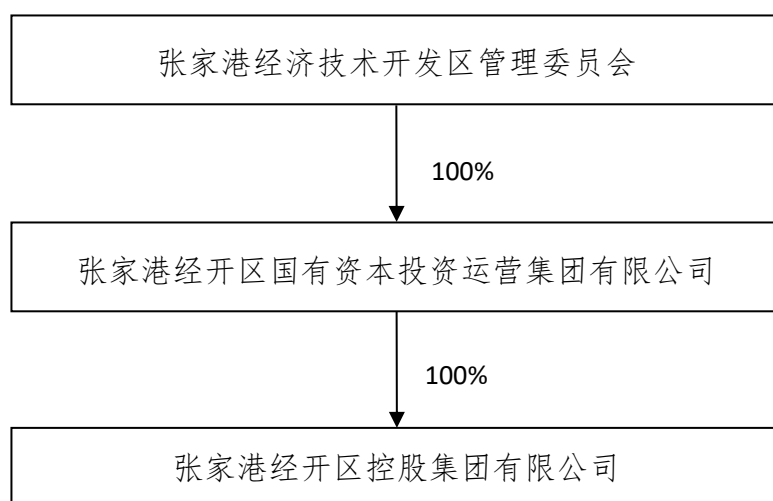 张家港经济技术开发区管理委员会
100%
张家港经开区国有资本投资运营集团有限公司
100%
张家港经开区控股集团有限公司